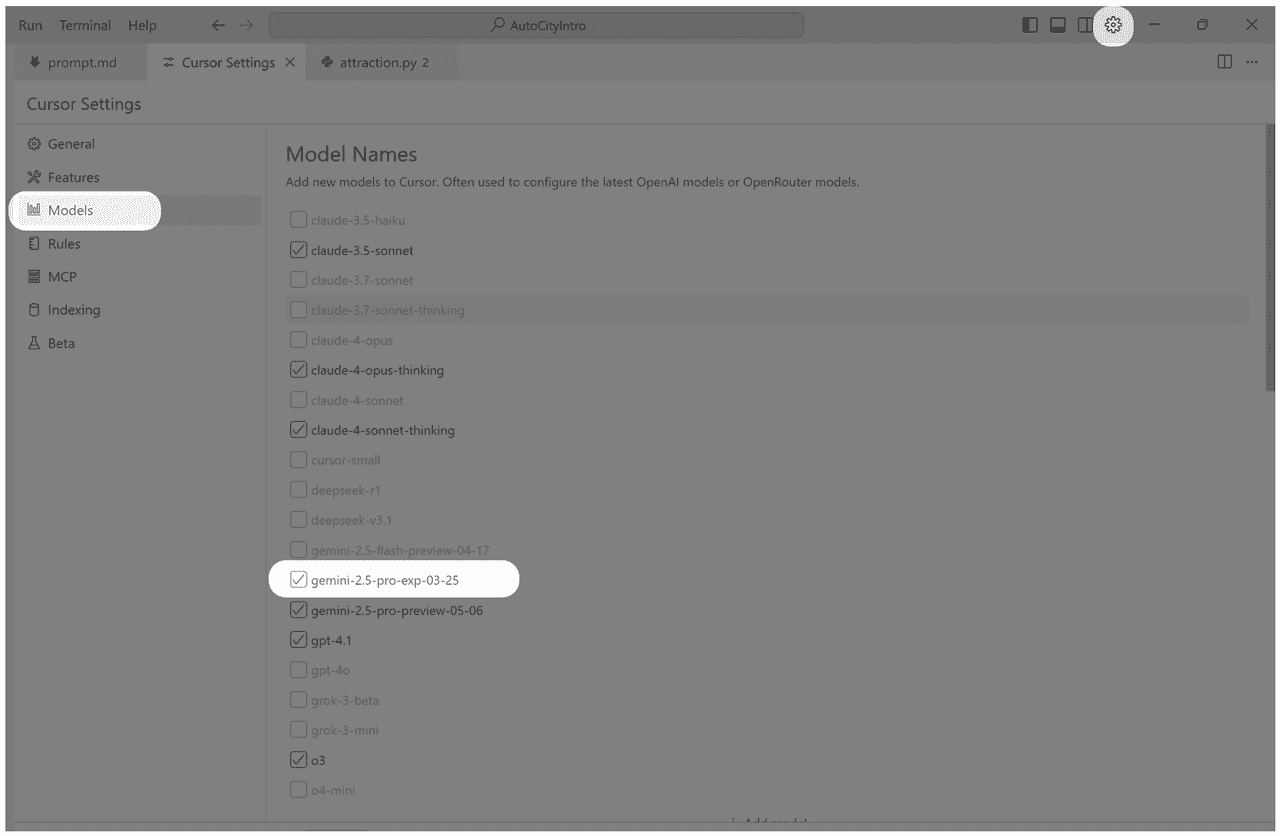 Run Terminal Help AutoCityIntro
prompt.md Cursor Settings attraction.py 2
Cursor Settings
General
Features
Models
Rules
MCP
Indexing
Beta
Model Names
Add new models to Cursor. Often used to configure the latest OpenAI models or OpenRouter models.
claude-3.5-haiku
claude-3.5-sonnet
claude-3.7-sonnet
claude-3.7-sonnet-thinking
claude-4-opus
claude-4-opus-thinking
claude-4-sonnet
claude-4-sonnet-thinking
cursor-small
deepseek-r1
deepseek-v3.1
gemini-2.5-flash-preview-04-17
gemini-2.5-pro-exp-03-25
gemini-2.5-pro-preview-05-06
gpt-4.1
gpt-4o
grok-3-beta
grok-3-mini
o3
o4-mini
Add model